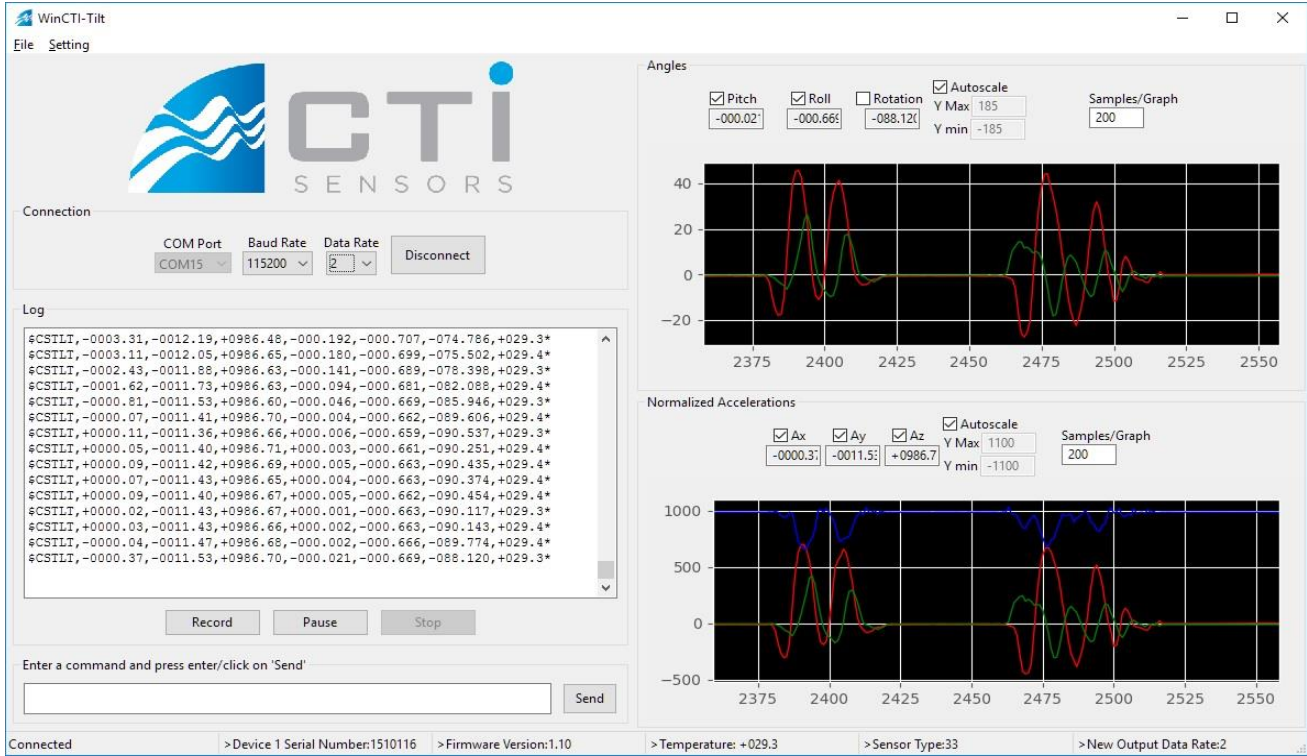 WinCTI-Tilt
File Setting
CTi
SENSORS
Connection
COM Port Baud Rate Data Rate
COM15 115200 2 Disconnect
Log
$CSTLT,-0003.31,-0012.19,+0986.48,-000.192,-000.707,-074.786,+029.3*
$CSTLT,-0003.11,-0012.05,+0986.65,-000.180,-000.699,-075.502,+029.4*
$CSTLT,-0002.43,-0011.88,+0986.63,-000.141,-000.689,-078.398,+029.3*
$CSTLT,-0001.62,-0011.73,+0986.63,-000.094,-000.681,-082.088,+029.4*
$CSTLT,-0000.81,-0011.53,+0986.60,-000.046,-000.669,-085.946,+029.3*
$CSTLT,-0000.07,-0011.41,+0986.70,-000.004,-000.662,-089.606,+029.4*
$CSTLT,+0000.11,-0011.36,+0986.66,+000.006,-000.659,-090.537,+029.3*
$CSTLT,+0000.05,-0011.40,+0986.71,+000.003,-000.661,-090.251,+029.4*
$CSTLT,+0000.09,-0011.42,+0986.69,+000.005,-000.663,-090.435,+029.4*
$CSTLT,+0000.07,-0011.43,+0986.65,+000.004,-000.663,-090.374,+029.4*
$CSTLT,+0000.09,-0011.40,+0986.67,+000.005,-000.662,-090.454,+029.4*
$CSTLT,+0000.02,-0011.43,+0986.67,+000.001,-000.663,-090.117,+029.3*
$CSTLT,+0000.03,-0011.43,+0986.66,+000.002,-000.663,-090.143,+029.4*
$CSTLT,-0000.04,-0011.47,+0986.68,-000.002,-000.666,-089.774,+029.4*
$CSTLT,-0000.37,-0011.53,+0986.70,-000.021,-000.669,-088.120,+029.3*
Record Pause Stop
Enter a command and press enter/click on 'Send'
Send
Angles
Pitch Roll Rotation Autoscale Samples/Graph
-000.02 -000.669 -088.120 Y Max 185 200
Y min -185
40
20
0
−20
2375 2400 2425 2450 2475 2500 2525 2550
Normalized Accelerations
Ax Ay Az Autoscale Samples/Graph
-0000.37 -0011.53 +0986.7 Y Max 1100 200
Y min -1100
1000
500
0
−500
2375 2400 2425 2450 2475 2500 2525 2550
Connected >Device 1 Serial Number:1510116 >Firmware Version:1.10 >Temperature: +029.3 >Sensor Type:33 >New Output Data Rate:2